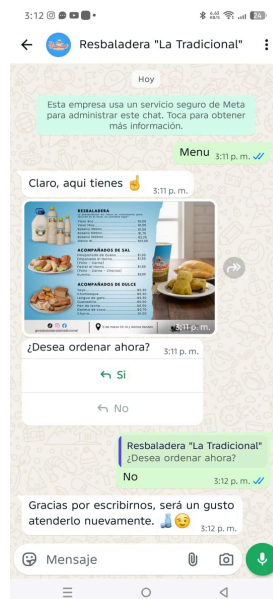 3:12
24
Resbaladera "La Tradicional"
Hoy
Esta empresa usa un servicio seguro de Meta
para administrar este chat. Toca para obtener
más información.
Menu 3:11 p. m.
Claro, aqui tienes ☝
3:11 p. m.
RESBALADERA
ACOMPAÑADOS DE SAL
ACOMPAÑADOS DE DULCE
3:11 p. m.
¿Desea ordenar ahora?
3:11 p. m.
Si
No
Resbaladera "La Tradicional"
¿Desea ordenar ahora?
No
3:12 p. m.
Gracias por escribirnos, será un gusto
atenderlo nuevamente.
3:12 p. m.
Mensaje